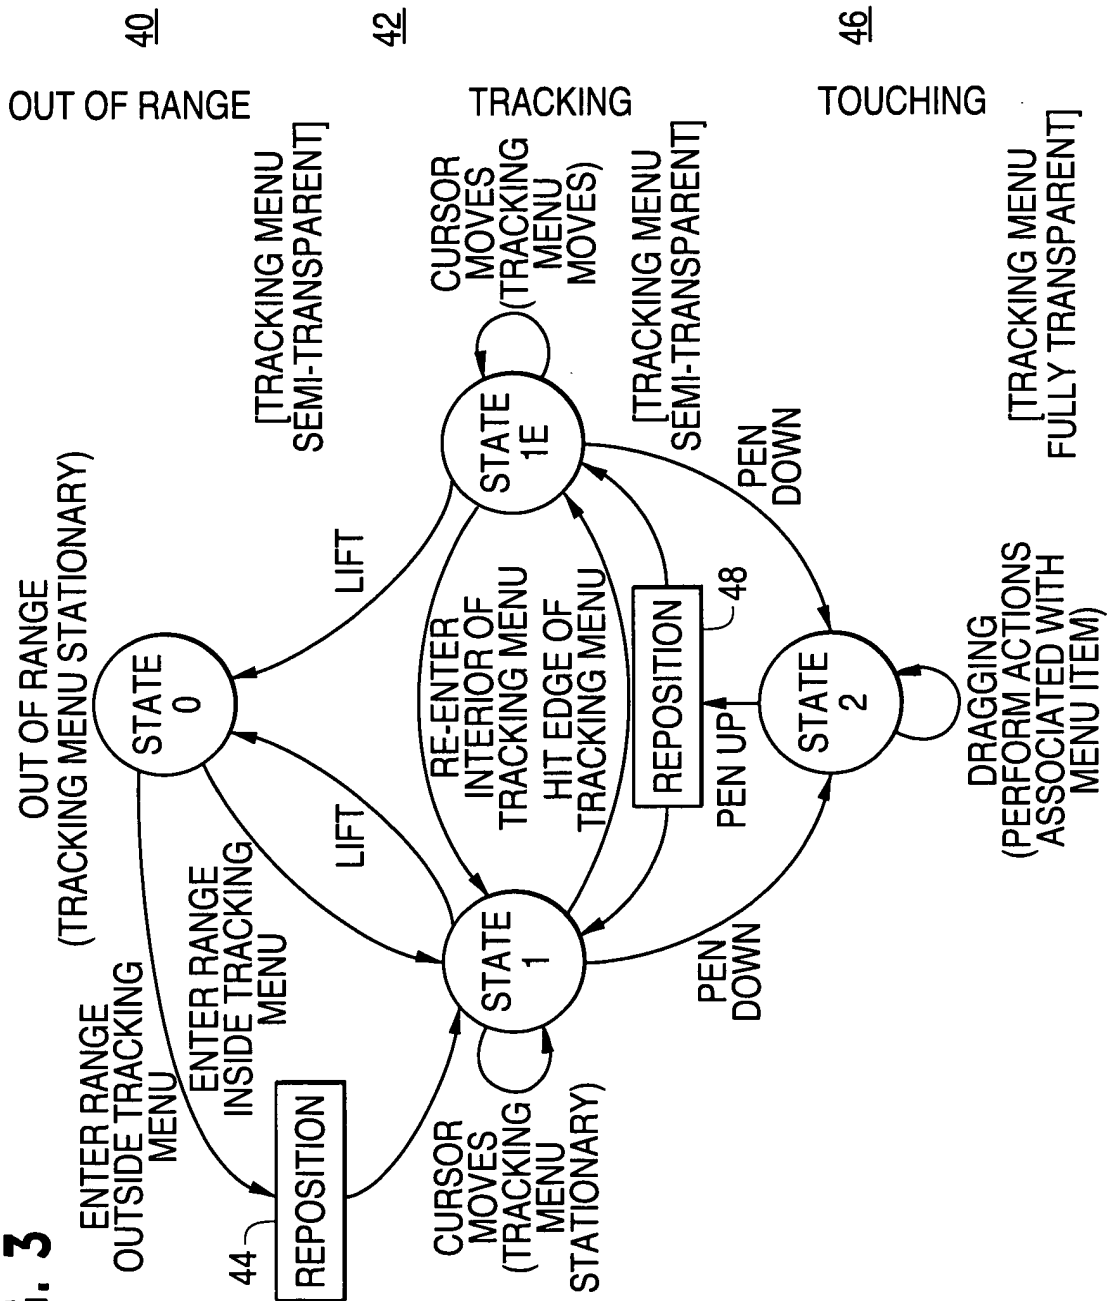 . 3
OUT OF RANGE
(TRACKING MENU STATIONARY)
OUT OF RANGE
40
[TRACKING MENU
SEMI-TRANSPARENT]
STATE
0
ENTER RANGE
OUTSIDE TRACKING
MENU
ENTER RANGE
INSIDE TRACKING
MENU
LIFT
LIFT
44
REPOSITION
TRACKING
42
CURSOR
MOVES
(TRACKING
MENU
STATIONARY)
STATE
1
RE-ENTER
INTERIOR OF
TRACKING MENU
HIT EDGE OF
TRACKING MENU
STATE
1E
CURSOR
MOVES
(TRACKING
MENU
MOVES)
[TRACKING MENU
SEMI-TRANSPARENT]
REPOSITION
48
PEN UP
PEN
DOWN
PEN
DOWN
TOUCHING
46
STATE
2
DRAGGING
(PERFORM ACTIONS
ASSOCIATED WITH
MENU ITEM)
[TRACKING MENU
FULLY TRANSPARENT]